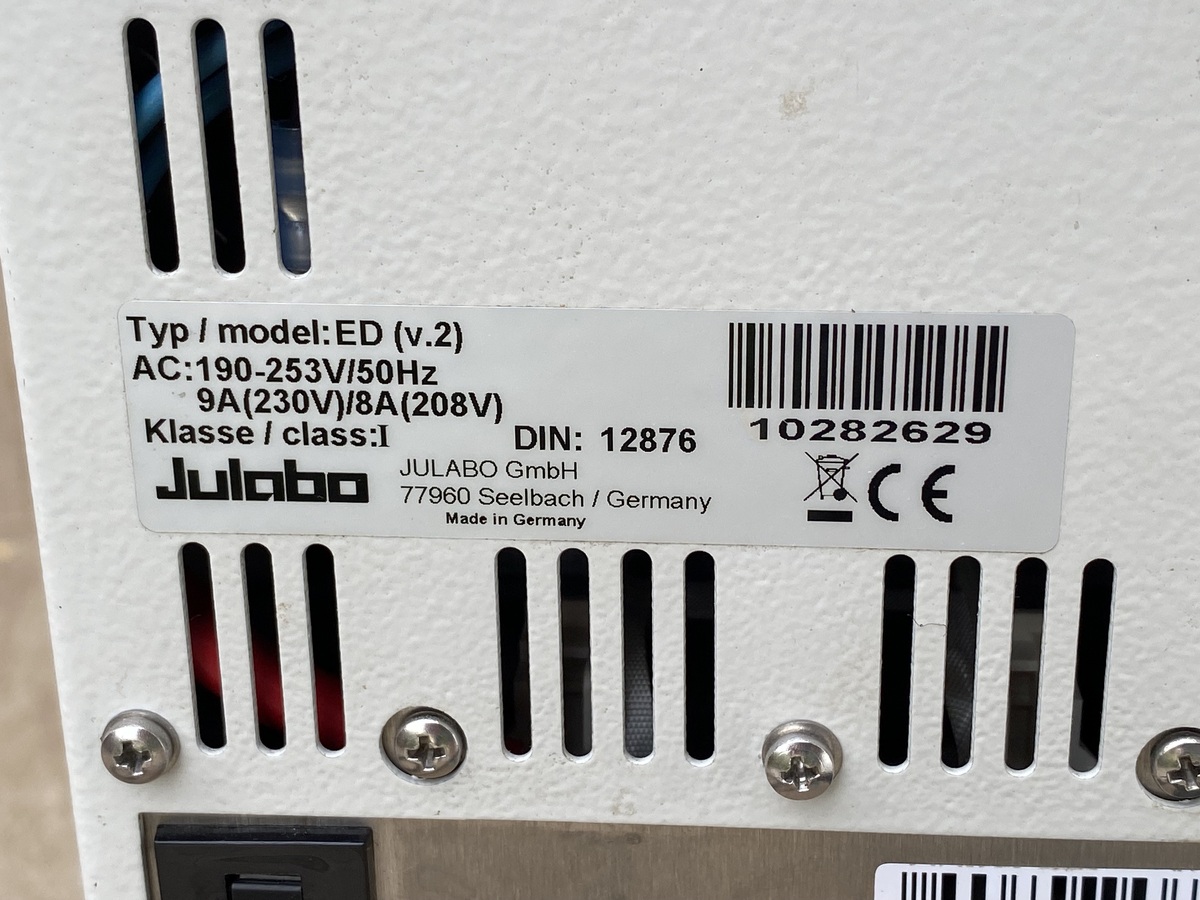 Typ / model:ED (v.2)
AC:190-253V/50Hz
9A(230V)/8A(208V)
Klasse / class:I
DIN: 12876
10282629
Julabo
JULABO GmbH
77960 Seelbach / Germany
Made in Germany
CE